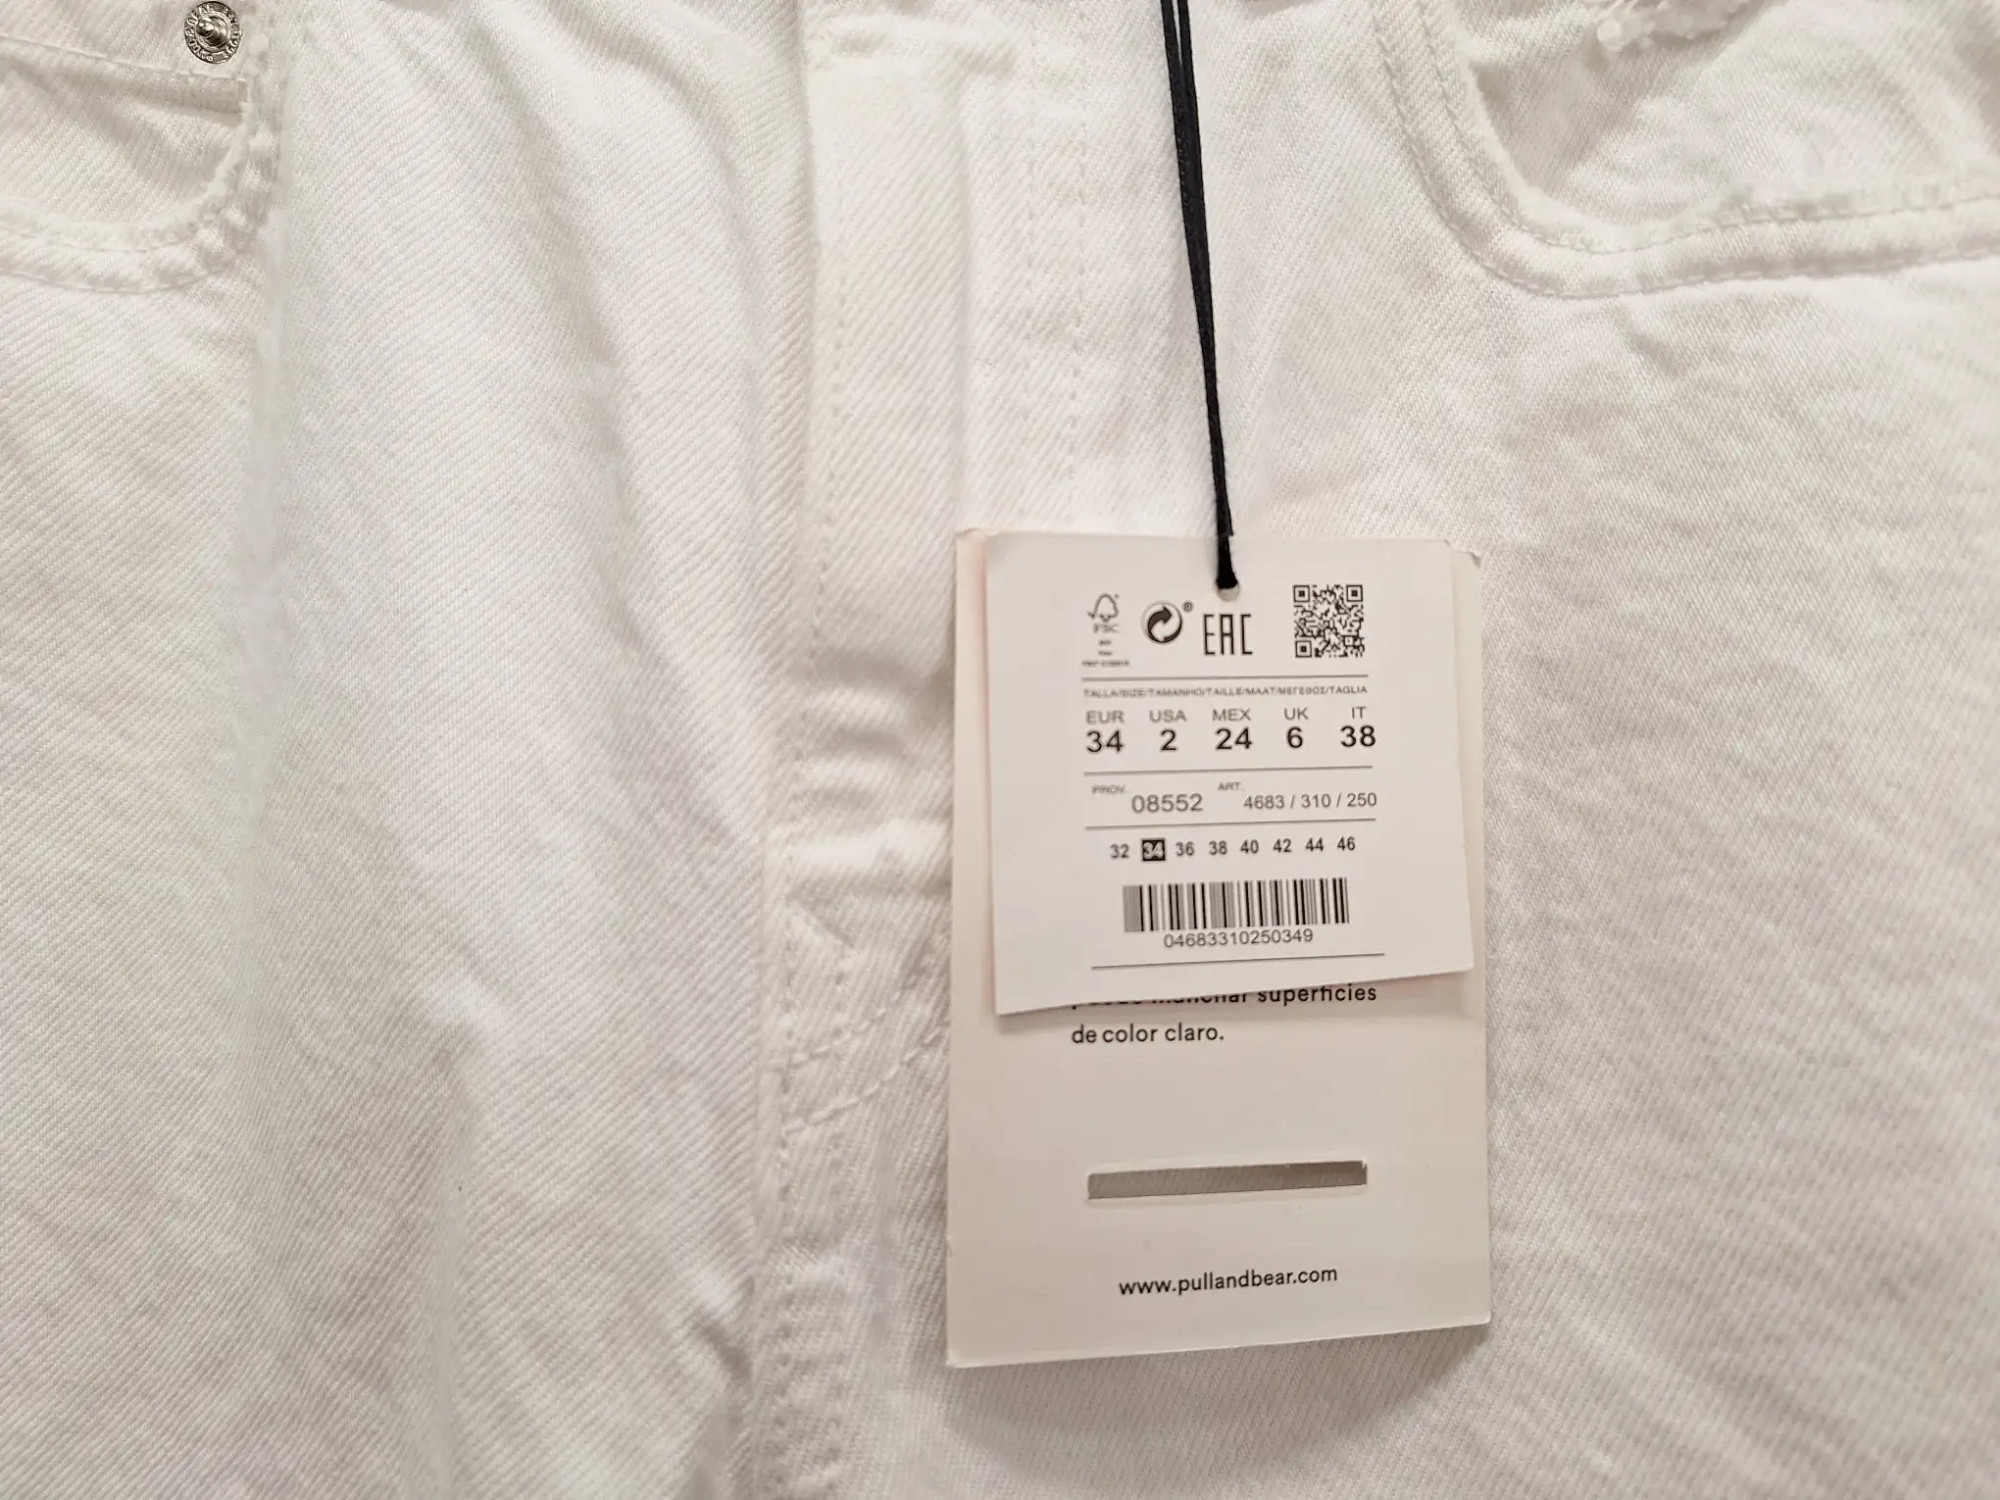 FSC
® EAC
TALLA/SIZE/TAMANHO/TAILLE/MAAT/ΜΕΓΕΘΟΣ/TAGLIA
EUR USA MEX UK IT
34 2 24 6 38
PROV. 08552 ART. 4683 / 310 / 250
32 34 36 38 40 42 44 46
04683310250349
manchar superficies
de color claro.
www.pullandbear.com